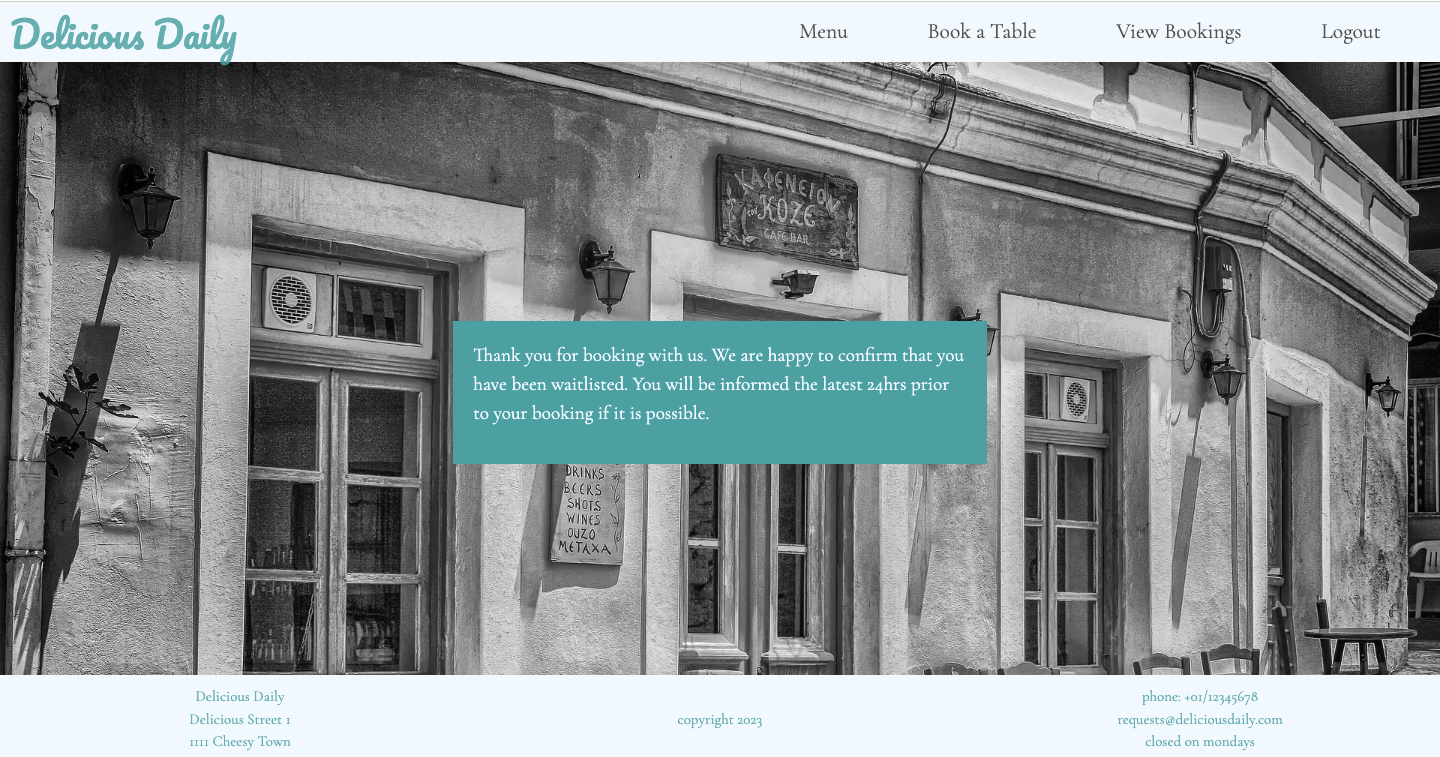 Delicious Daily
Menu
Book a Table
View Bookings
Logout
ΚΑΦΕΝΕΙΟΝ
του ΚΟΖΕ
CAFE BAR
Thank you for booking with us. We are happy to confirm that you
have been waitlisted. You will be informed the latest 24hrs prior
to your booking if it is possible.
DRINKS
BEERS
SHOTS
WINES
OUZO
METAXA
Delicious Daily
Delicious Street 1
1111 Cheesy Town
copyright 2023
phone: +01/12345678
requests@deliciousdaily.com
closed on mondays